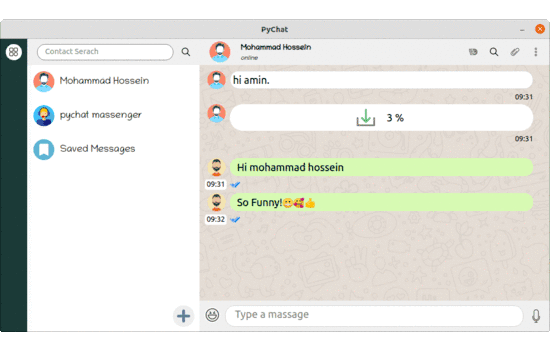 PyChat
Contact Serach
Mohammad Hossein
online
Mohammad Hossein
pychat massenger
Saved Messages
hi amin.
09:31
3 %
09:31
Hi mohammad hossein
09:31
So Funny!😁🥰👍
09:32
Type a massage